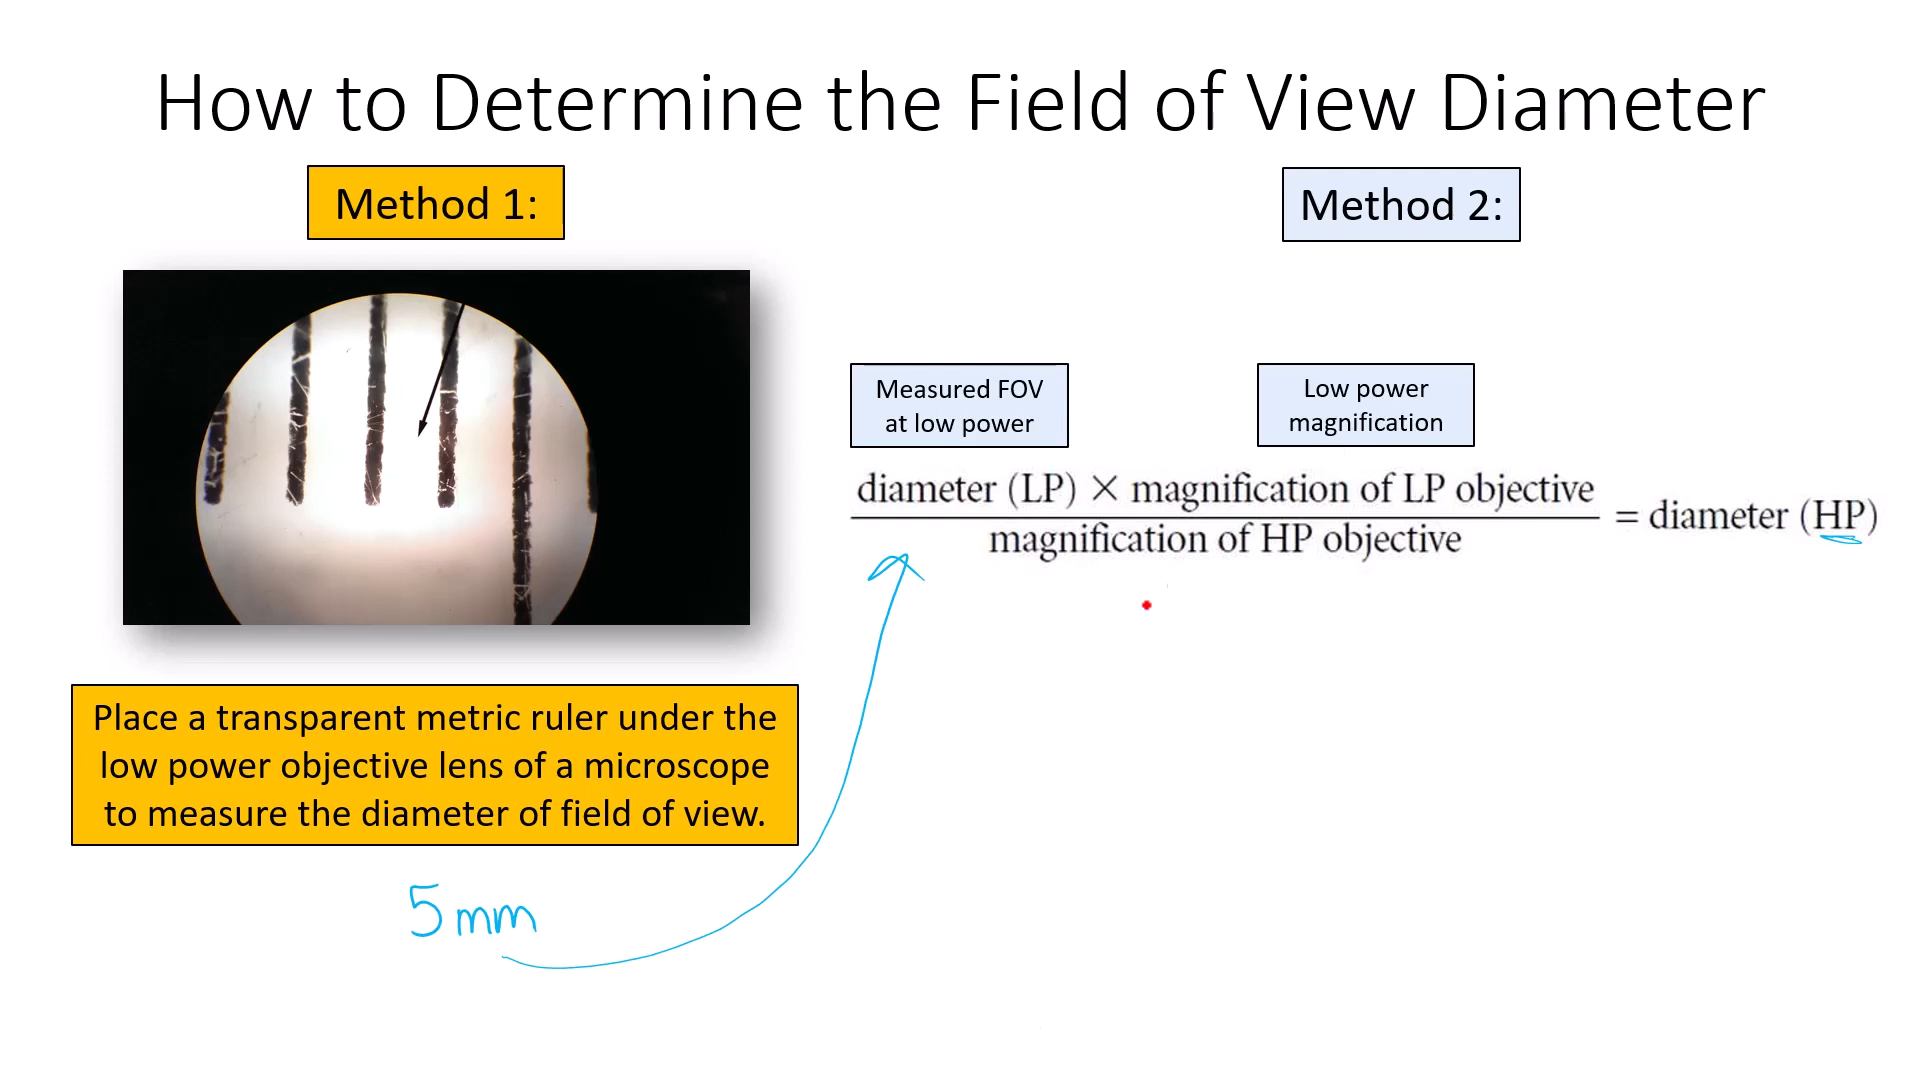 How to Determine the Field of View Diameter
Method 1:
Place a transparent metric ruler under the
low power objective lens of a microscope
to measure the diameter of field of view.
5 mm
Method 2:
Measured FOV
at low power
Low power
magnification
diameter (LP) × magnification of LP objective
magnification of HP objective
= diameter (HP)